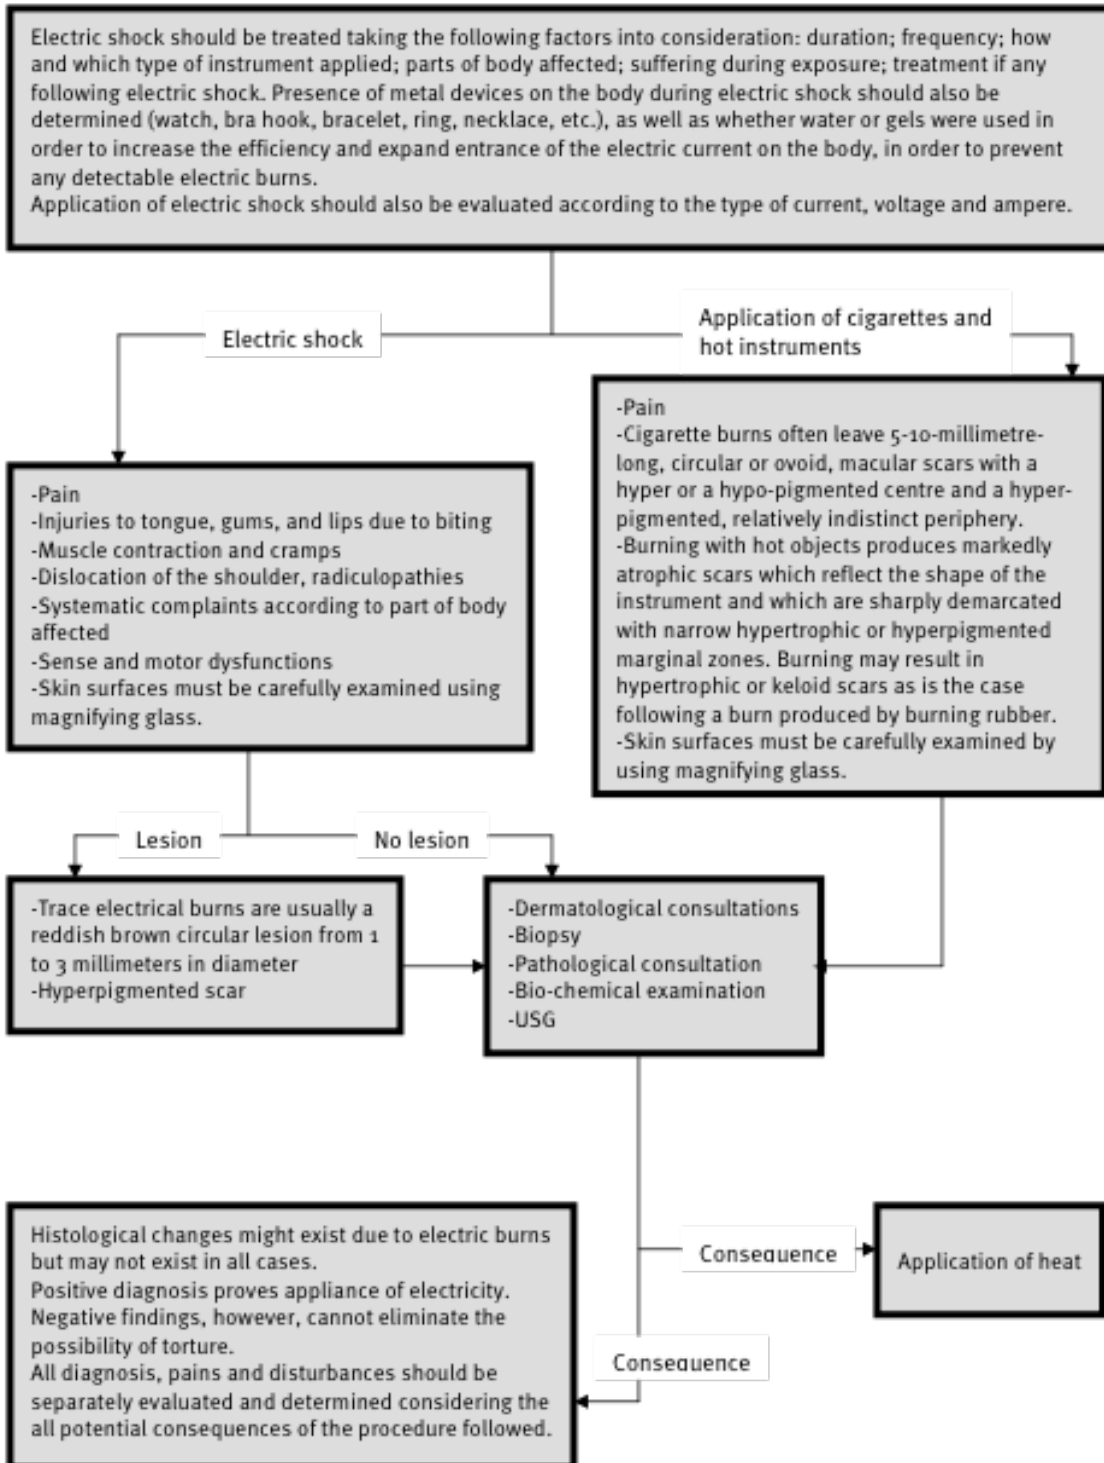 Electric shock should be treated taking the following factors into consideration: duration; frequency; how
and which type of instrument applied; parts of body affected; suffering during exposure; treatment if any
following electric shock. Presence of metal devices on the body during electric shock should also be
determined (watch, bra hook, bracelet, ring, necklace, etc.), as well as whether water or gels were used in
order to increase the efficiency and expand entrance of the electric current on the body, in order to prevent
any detectable electric burns.
Application of electric shock should also be evaluated according to the type of current, voltage and ampere.
Electric shock
Application of cigarettes and
hot instruments
-Pain
-Injuries to tongue, gums, and lips due to biting
-Muscle contraction and cramps
-Dislocation of the shoulder, radiculopathies
-Systematic complaints according to part of body
affected
-Sense and motor dysfunctions
-Skin surfaces must be carefully examined using
magnifying glass.
-Pain
-Cigarette burns often leave 5-10-millimetre-
long, circular or ovoid, macular scars with a
hyper or a hypo-pigmented centre and a hyper-
pigmented, relatively indistinct periphery.
-Burning with hot objects produces markedly
atrophic scars which reflect the shape of the
instrument and which are sharply demarcated
with narrow hypertrophic or hyperpigmented
marginal zones. Burning may result in
hypertrophic or keloid scars as is the case
following a burn produced by burning rubber.
-Skin surfaces must be carefully examined by
using magnifying glass.
Lesion
No lesion
-Trace electrical burns are usually a
reddish brown circular lesion from 1
to 3 millimeters in diameter
-Hyperpigmented scar
-Dermatological consultations
-Biopsy
-Pathological consultation
-Bio-chemical examination
-USG
Histological changes might exist due to electric burns
but may not exist in all cases.
Positive diagnosis proves appliance of electricity.
Negative findings, however, cannot eliminate the
possibility of torture.
All diagnosis, pains and disturbances should be
separately evaluated and determined considering the
all potential consequences of the procedure followed.
Consequence
Application of heat
Consequence